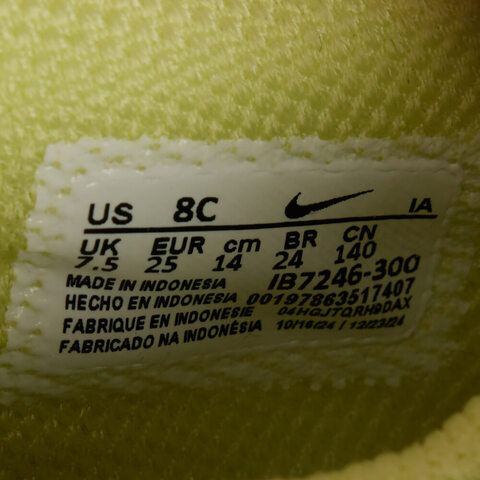 US 8C IA
UK EUR cm BR CN
7.5 25 14 24 140
MADE IN INDONESIA IB7246-300
HECHO EN INDONESIA 00197863517407
FABRIQUE EN INDONESIE 04HGJTQRH9DAX
FABRICADO NA INDONÉSIA 10/16/24 / 12/23/24